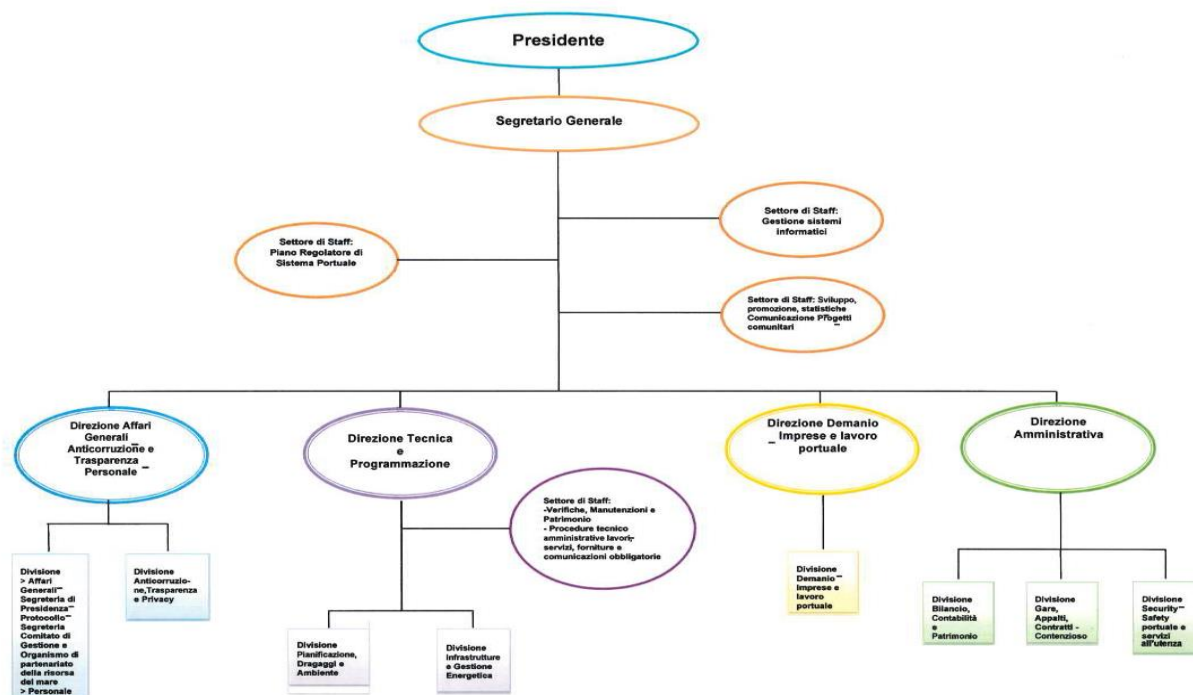 Presidente
Segretario Generale
Settore di Staff:
Gestione sistemi
informatici
Settore di Staff:
Piano Regolatore di
Sistema Portuale
Settore di Staff: Sviluppo,
promozione, statistiche
Comunicazione Progetti
comunitari
Direzione Affari
Generali
Anticorruzione e
Trasparenza
Personale
Direzione Tecnica
e
Programmazione
Direzione Demanio
Imprese e lavoro
portuale
Direzione
Amministrativa
Settore di Staff:
-Verifiche, Manutenzioni e
Patrimonio
- Procedure tecnico
amministrative lavori,
servizi, forniture e
comunicazioni obbligatorie
Divisione
> Affari
Generali
Segreteria di
Presidenza
Protocollo
Segreteria
Comitato di
Gestione e
Organismo di
partenariato
della risorsa
del mare
> Personale
Divisione
Anticorruzio-
ne,Trasparenza
e Privacy
Divisione
Pianificazione,
Dragaggi e
Ambiente
Divisione
Infrastrutture
e Gestione
Energetica
Divisione
Demanio
Imprese e
lavoro
portuale
Divisione
Bilancio,
Contabilità
e
Patrimonio
Divisione
Gare,
Appalti,
Contratti -
Contenzioso
Divisione
Security
Safety
portuale e
servizi
all'utenza